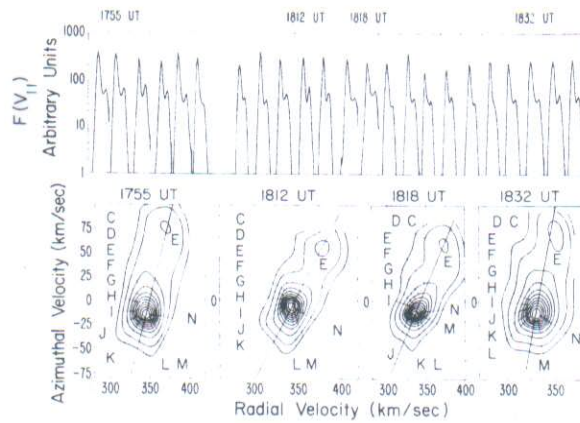 1755 UT 1812 UT 1818 UT 1832 UT
F(V||)
Arbitrary Units
1000
100
10
1
1755 UT 1812 UT 1818 UT 1832 UT
Azimuthal Velocity (km/sec)
75
50
25
0
-25
-50
-75
C
D
E
F
G
H
I
J
K
L M
N
E
0
C
D
E
F
G
H
I
J
K
L M
N
E
0
D C
E
F
G
H
I
J
K L
M
N
E
0
D C
E
F
G
H
I
J
K
L
M
N
E
300 350 400 300 350 400 300 350 400 300 350
Radial Velocity (km/sec)